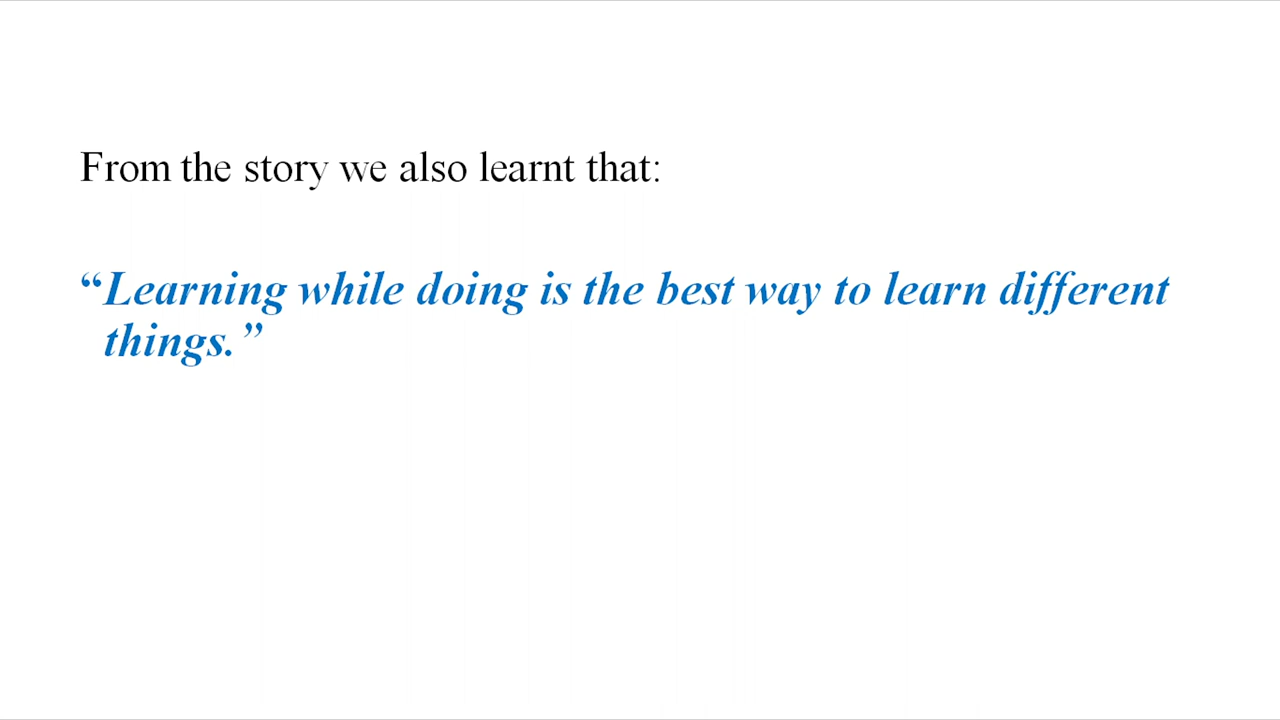 From the story we also learnt that:
“Learning while doing is the best way to learn different
things.”